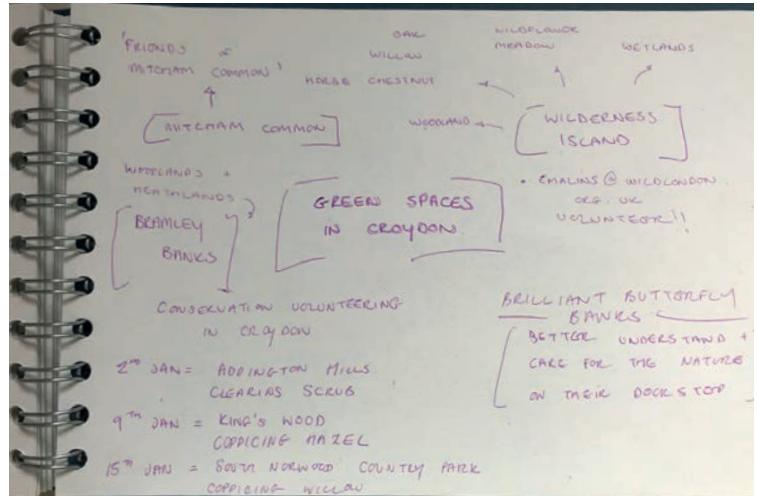 'FRIENDS of
MITCHAM COMMON'
[MITCHAM COMMON]
OAK
WILLOW
HORSE CHESTNUT
WILDFLOWER
MEADOW
WETLANDS
WOODLAND
[WILDERNESS
ISLAND]
• EMALINS@WILDLONDON.
ORG.UK
VOLUNTEER!!
WOODLANDS +
HEATHLANDS
[BRAMLEY
BANKS]
[GREEN SPACES
IN CROYDON]
CONSERVATION VOLUNTEERING
IN CROYDON
2ND JAN = ADDINGTON HILLS
CLEARING SCRUB
9TH JAN = KING'S WOOD
COPPICING HAZEL
15TH JAN = SOUTH NORWOOD COUNTRY PARK
COPPICING WILLOW
BRILLIANT BUTTERFLY
BANKS
[BETTER UNDERSTAND +
CARE FOR THE NATURE
ON THEIR DOORSTOP]